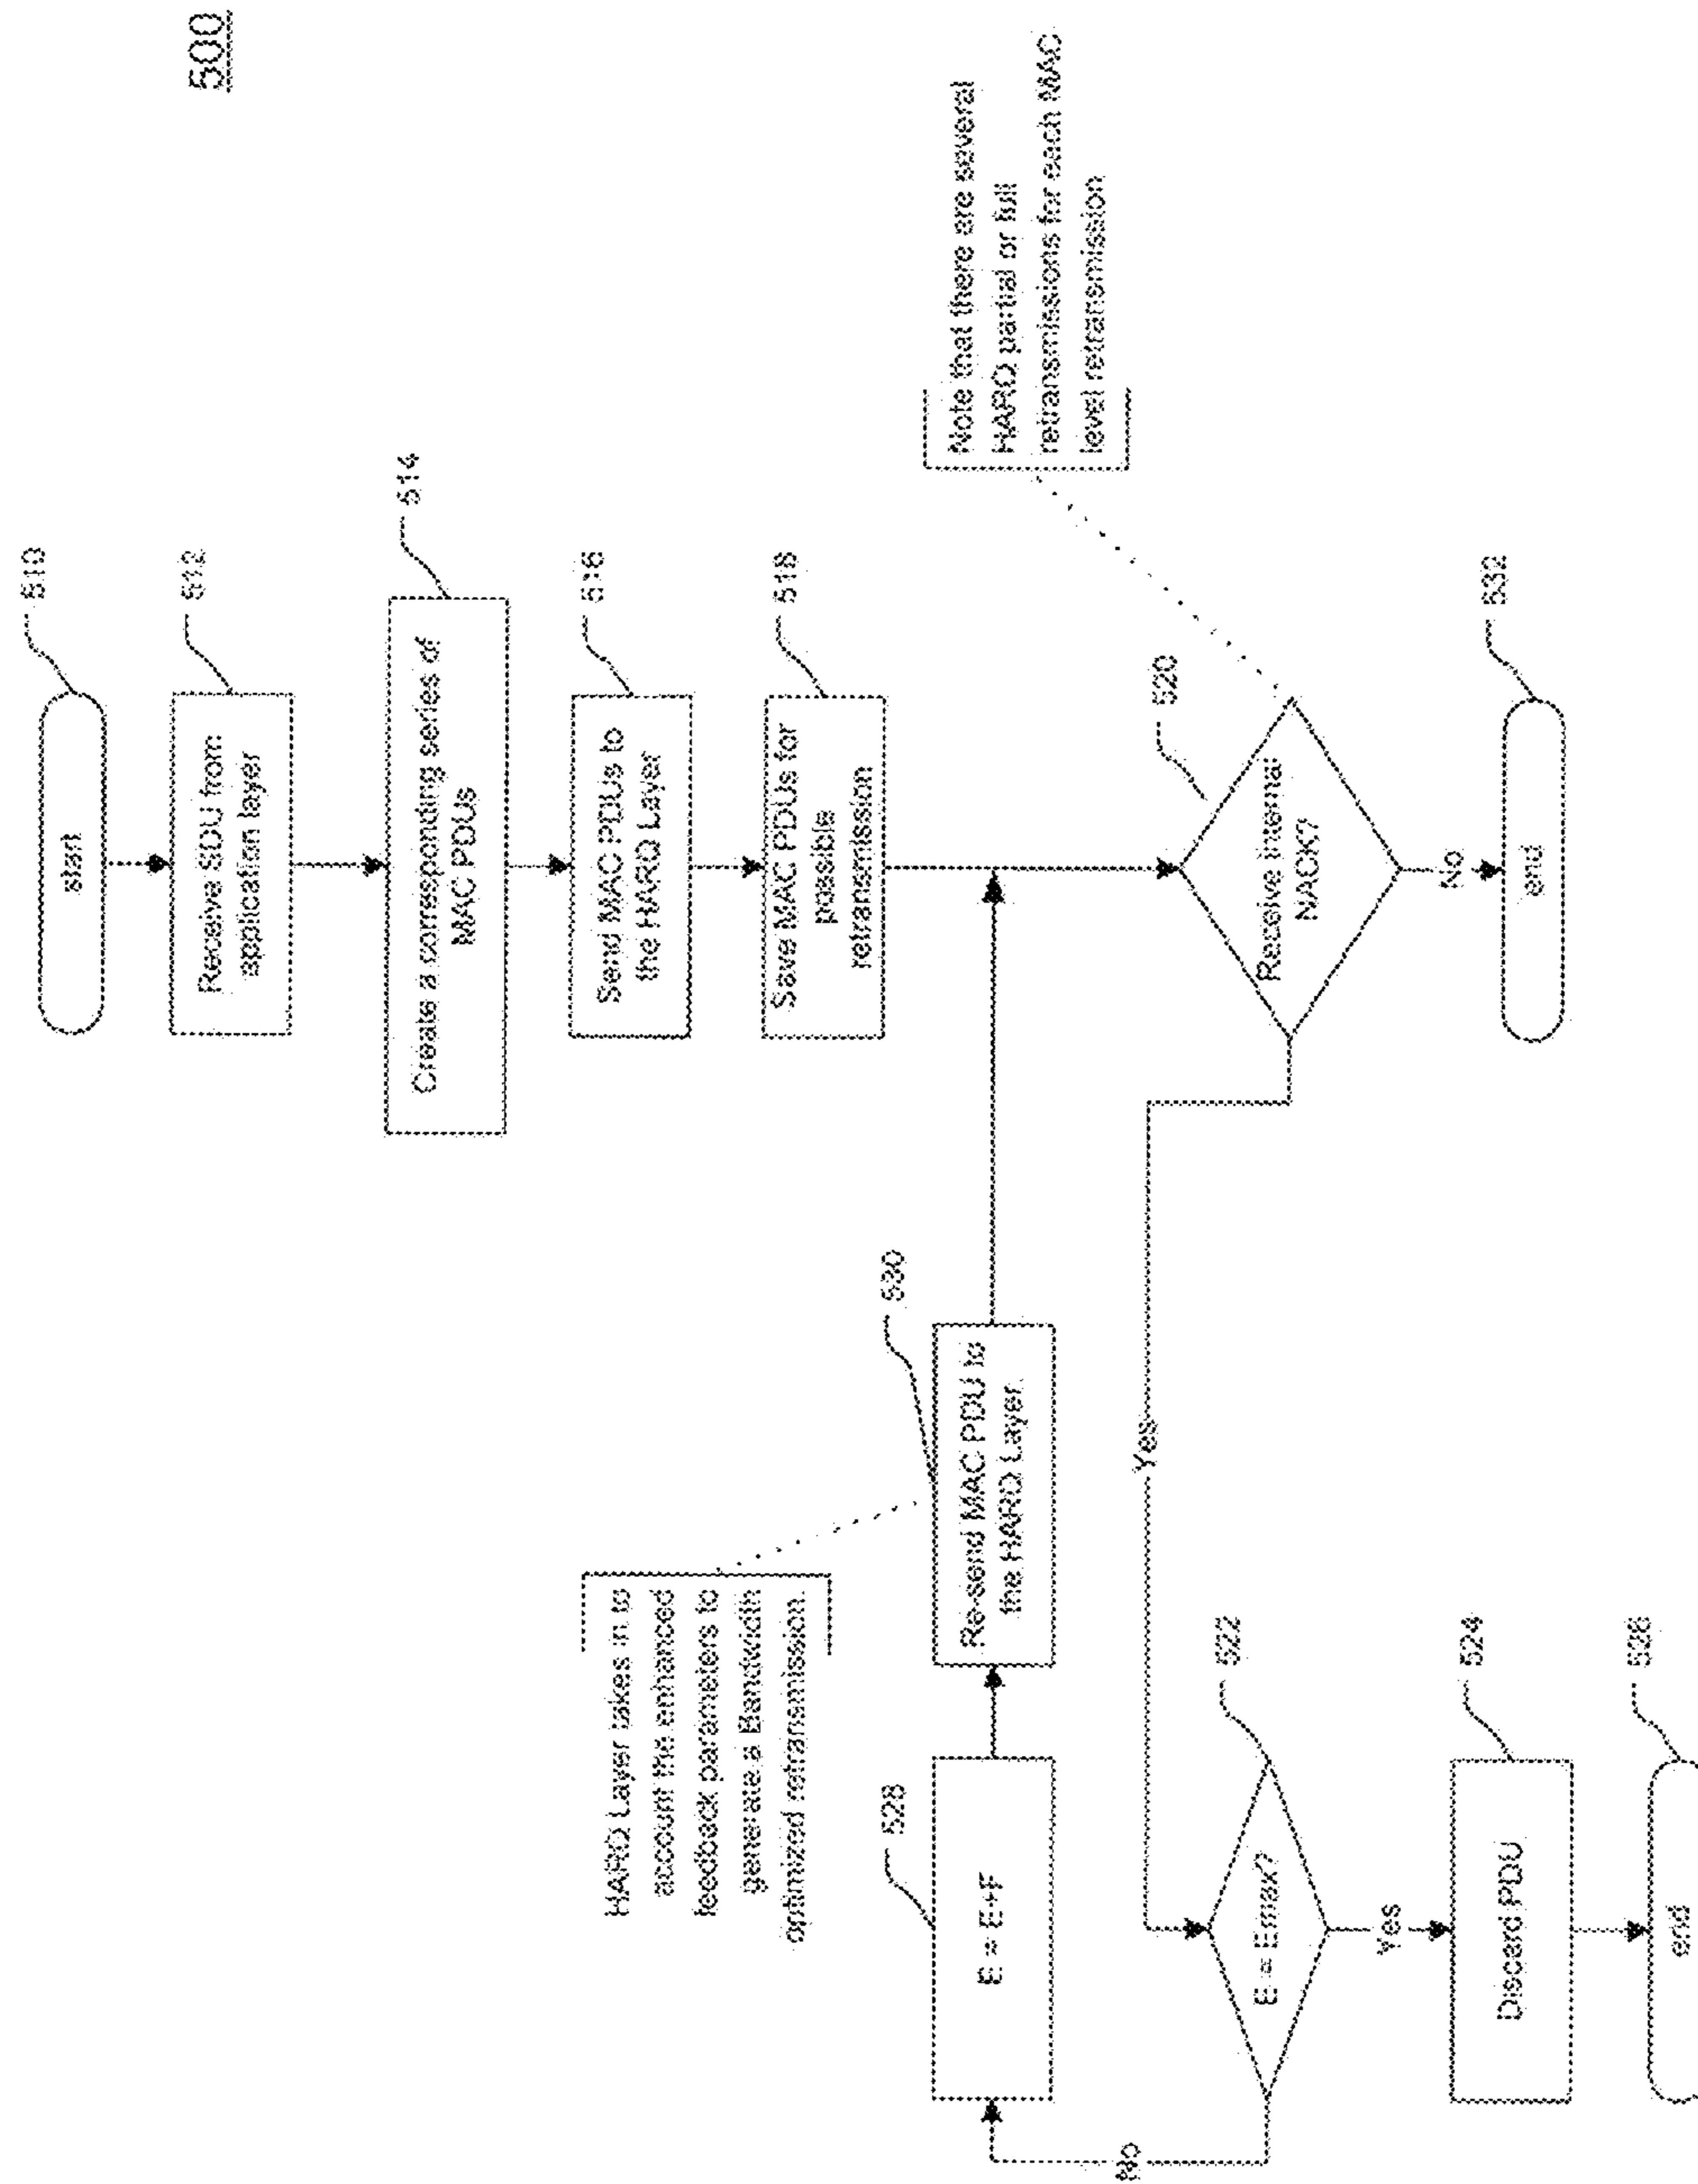 500
start
510
Receive SDU from
application layer
512
Create a corresponding series of
MAC PDUs
514
Send MAC PDUs to
the HARQ Layer
516
Save MAC PDUs for
possible
retransmission
518
Receive internal
NACK?
520
Note that there are several
HARQ partial or full
retransmissions for each MAC
level retransmission
No
end
532
Yes
E = Emax?
522
Yes
Discard PDU
524
end
No
E = E+F
528
Re-send MAC PDU to
the HARQ Layer
530
HARQ Layer takes in to
account the enhanced
feedback parameters to
generate a Bandwidth
optimized retransmission.